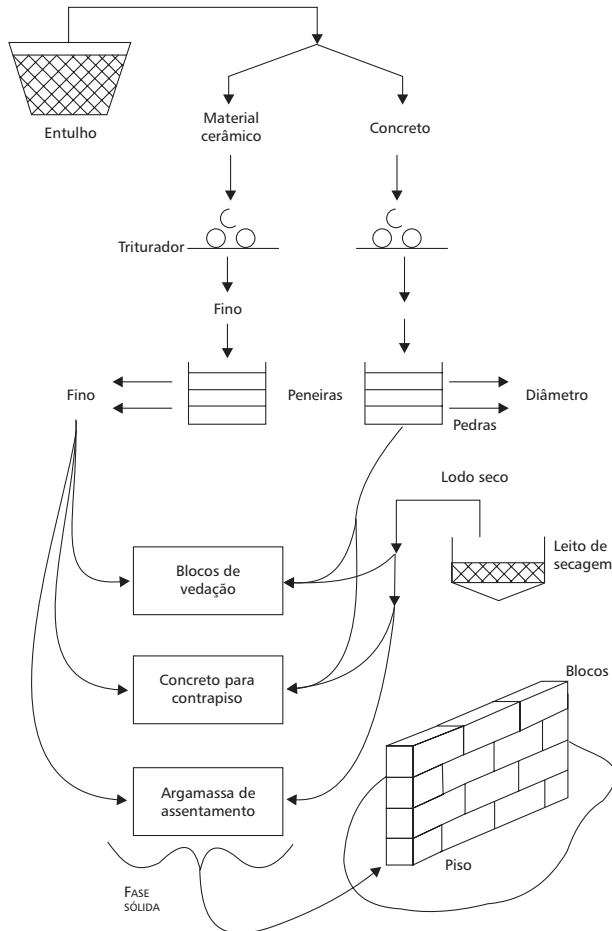 Entulho
Material
cerâmico
Concreto
Triturador
Fino
Fino
Peneiras
Diâmetro
Pedras
Lodo seco
Leito de
secagem
Blocos de
vedação
Concreto para
contrapiso
Blocos
Argamassa de
assentamento
Piso
FASE
SÓLIDA